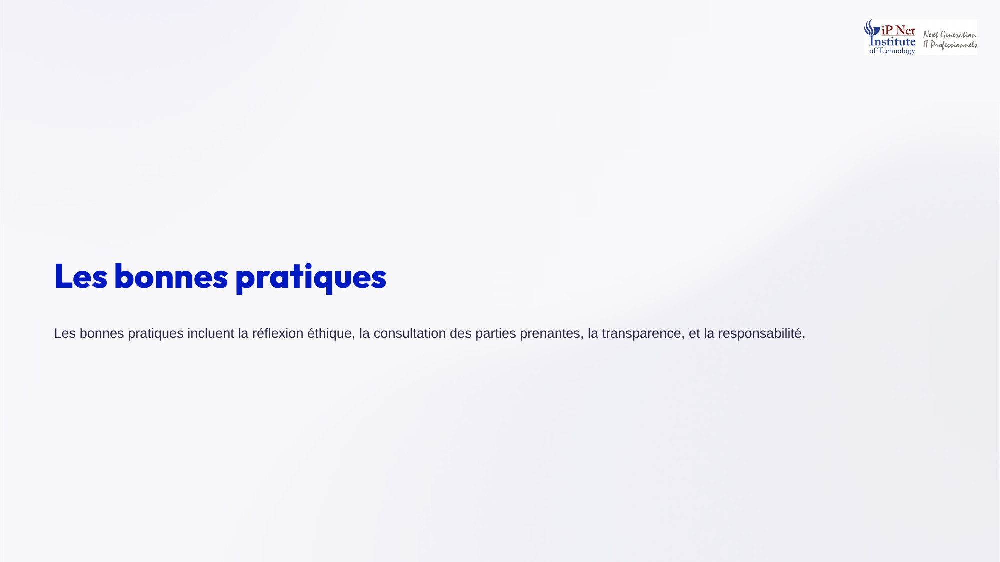 iP Net
Institute
of Technology
Next Generation
IT Professionnels
Les bonnes pratiques
Les bonnes pratiques incluent la réflexion éthique, la consultation des parties prenantes, la transparence, et la responsabilité.